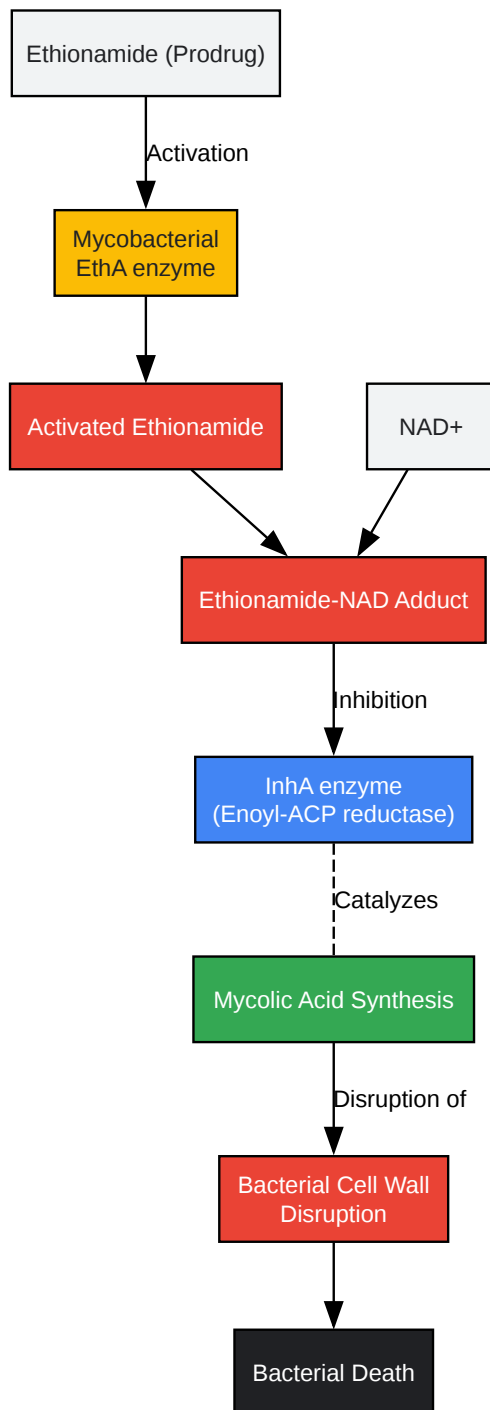 Ethionamide (Prodrug)
Activation
Mycobacterial
EthA enzyme
Activated Ethionamide
NAD+
Ethionamide-NAD Adduct
Inhibition
InhA enzyme
(Enoyl-ACP reductase)
Catalyzes
Mycolic Acid Synthesis
Disruption of
Bacterial Cell Wall
Disruption
Bacterial Death